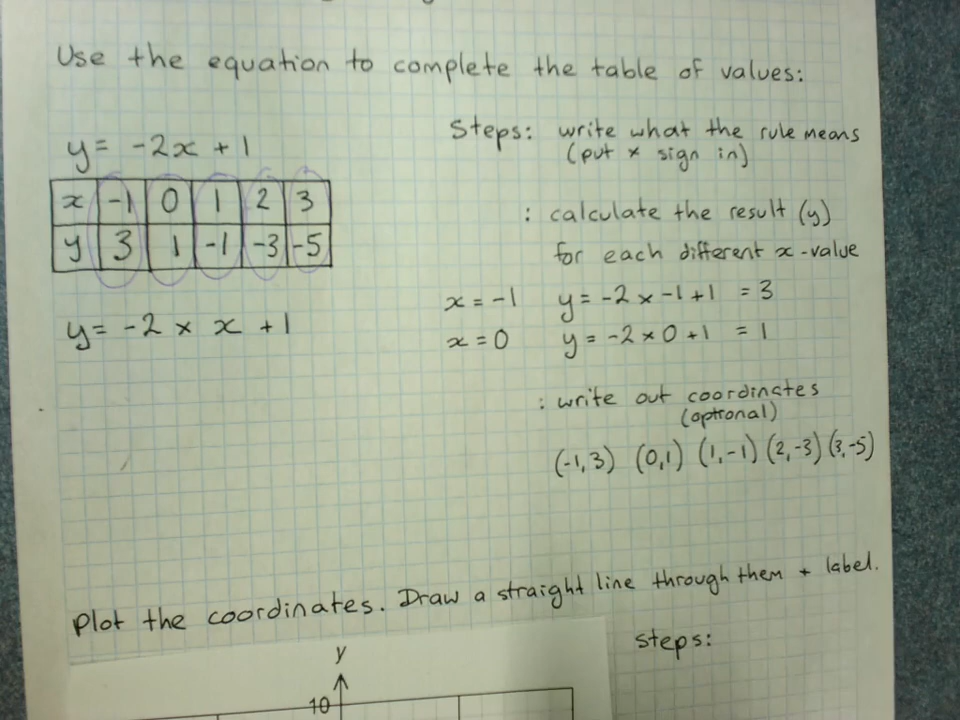 Use the equation to complete the table of values:
y = -2x + 1
x -1 0 1 2 3
y 3 1 -1 -3 -5
y = -2 × x + 1
Steps: write what the rule means
(put × sign in)
: calculate the result (y)
for each different x-value
x = -1 y = -2 × -1 + 1 = 3
x = 0 y = -2 × 0 + 1 = 1
: write out coordinates
(optional)
(-1,3) (0,1) (1,-1) (2,-3) (3,-5)
Plot the coordinates. Draw a straight line through them + label.
steps:
y
10